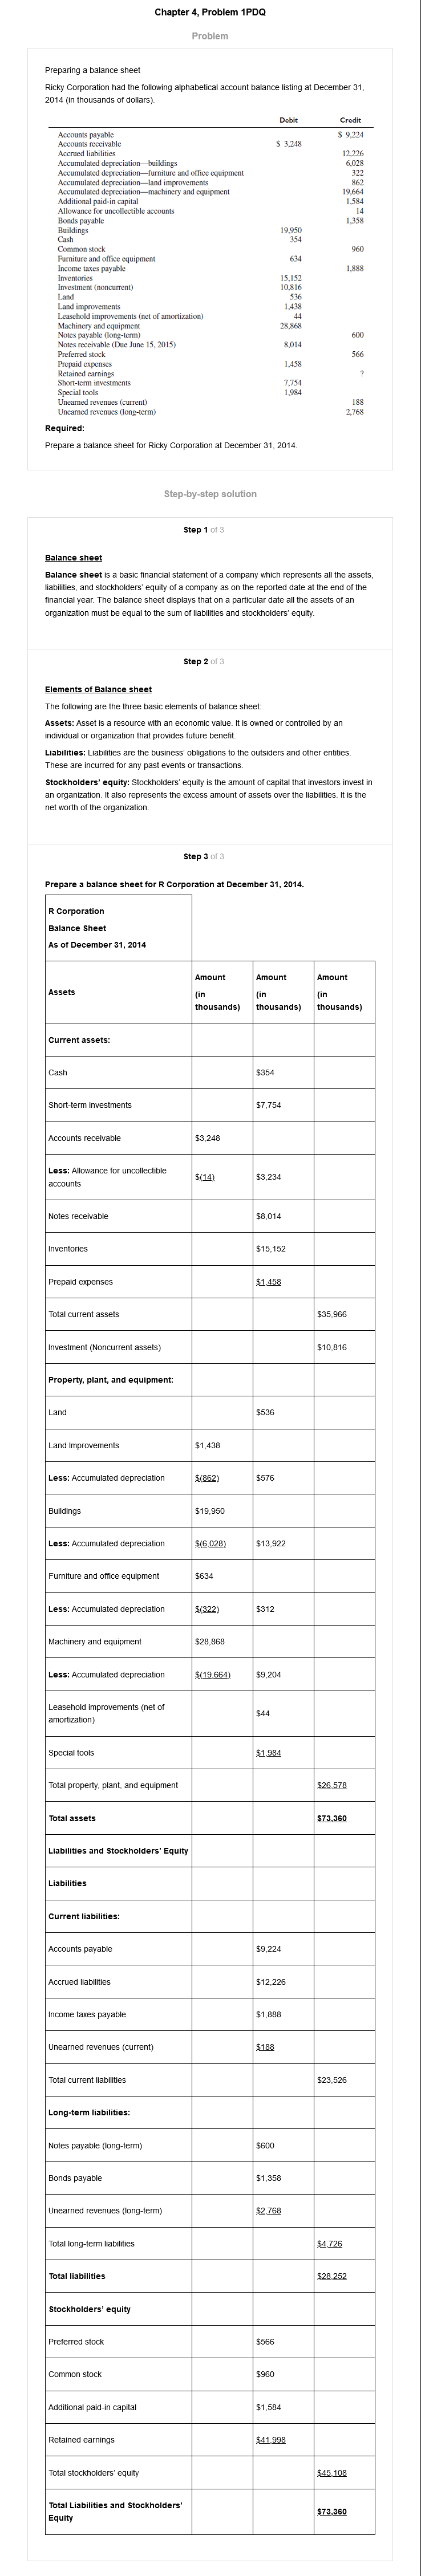 Chapter 4, Problem 1PDQ
Problem
Preparing a balance sheet
Ricky Corporation had the following alphabetical account balance listing at December 31,
2014 (in thousands of dollars).
Debit Credit
Accounts payable $ 9,224
Accounts receivable $ 3,248
Accrued liabilities 12,226
Accumulated depreciation—buildings 6,028
Accumulated depreciation—furniture and office equipment 322
Accumulated depreciation—land improvements 862
Accumulated depreciation—machinery and equipment 19,664
Additional paid-in capital 1,584
Allowance for uncollectible accounts 14
Bonds payable 1,358
Buildings 19,950
Cash 354
Common stock 960
Furniture and office equipment 634
Income taxes payable 1,888
Inventories 15,152
Investment (noncurrent) 10,816
Land 536
Land improvements 1,438
Leasehold improvements (net of amortization) 44
Machinery and equipment 28,868
Notes payable (long-term) 600
Notes receivable (Due June 15, 2015) 8,014
Preferred stock 566
Prepaid expenses 1,458
Retained earnings ?
Short-term investments 7,754
Special tools 1,984
Unearned revenues (current) 188
Unearned revenues (long-term) 2,768
Required:
Prepare a balance sheet for Ricky Corporation at December 31, 2014.
Step-by-step solution
Step 1 of 3
Balance sheet
Balance sheet is a basic financial statement of a company which represents all the assets,
liabilities, and stockholders' equity of a company as on the reported date at the end of the
financial year. The balance sheet displays that on a particular date all the assets of an
organization must be equal to the sum of liabilities and stockholders' equity.
Step 2 of 3
Elements of Balance sheet
The following are the three basic elements of balance sheet:
Assets: Asset is a resource with an economic value. It is owned or controlled by an
individual or organization that provides future benefit.
Liabilities: Liabilities are the business' obligations to the outsiders and other entities.
These are incurred for any past events or transactions.
Stockholders' equity: Stockholders' equity is the amount of capital that investors invest in
an organization. It also represents the excess amount of assets over the liabilities. It is the
net worth of the organization.
Step 3 of 3
Prepare a balance sheet for R Corporation at December 31, 2014.
R Corporation
Balance Sheet
As of December 31, 2014
Assets Amount (in thousands) Amount (in thousands) Amount (in thousands)
Current assets:
Cash $354
Short-term investments $7,754
Accounts receivable $3,248
Less: Allowance for uncollectible
accounts $(14) $3,234
Notes receivable $8,014
Inventories $15,152
Prepaid expenses $1,458
Total current assets $35,966
Investment (Noncurrent assets) $10,816
Property, plant, and equipment:
Land $536
Land Improvements $1,438
Less: Accumulated depreciation $(862) $576
Buildings $19,950
Less: Accumulated depreciation $(6,028) $13,922
Furniture and office equipment $634
Less: Accumulated depreciation $(322) $312
Machinery and equipment $28,868
Less: Accumulated depreciation $(19,664) $9,204
Leasehold improvements (net of
amortization) $44
Special tools $1,984
Total property, plant, and equipment $26,578
Total assets $73,360
Liabilities and Stockholders' Equity
Liabilities
Current liabilities:
Accounts payable $9,224
Accrued liabilities $12,226
Income taxes payable $1,888
Unearned revenues (current) $188
Total current liabilities $23,526
Long-term liabilities:
Notes payable (long-term) $600
Bonds payable $1,358
Unearned revenues (long-term) $2,768
Total long-term liabilities $4,726
Total liabilities $28,252
Stockholders' equity
Preferred stock $566
Common stock $960
Additional paid-in capital $1,584
Retained earnings $41,998
Total stockholders' equity $45,108
Total Liabilities and Stockholders'
Equity $73,360